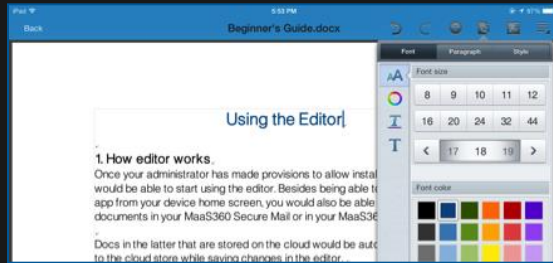 iPad
5:53 PM
97%
Back
Beginner's Guide.docx
Font
Paragraph
Style
AA
Font size
8 9 10 11 12
16 20 24 32 44
< 17 18 19 >
Font color
I
T
Using the Editor
1. How editor works
Once your administrator has made provisions to allow instal
would be able to start using the editor. Besides being able to
app from your device home screen, you would also be able
documents in your MaaS360 Secure Mail or in your MaaS36
Docs in the latter that are stored on the cloud would be auto
to the cloud store while saving changes in the editor.